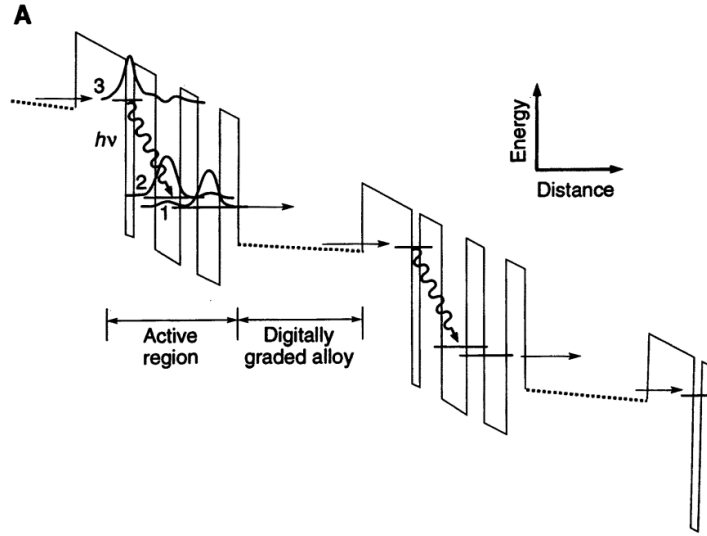 A
3
hν
2
1
Energy
Distance
Active
region
Digitally
graded alloy